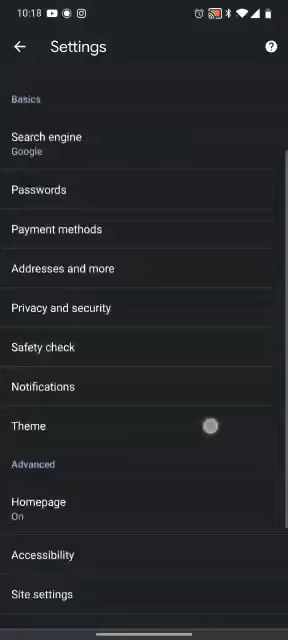 10:18
Settings
Basics
Search engine
Google
Passwords
Payment methods
Addresses and more
Privacy and security
Safety check
Notifications
Theme
Advanced
Homepage
On
Accessibility
Site settings